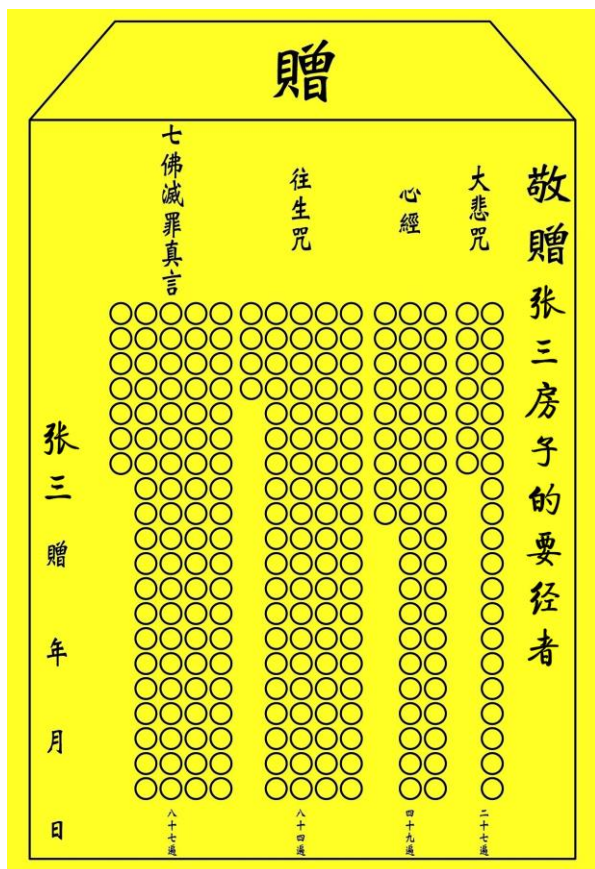 贈
敬贈张三房子的要经者
大悲咒
二十七遍
心經
四十九遍
往生咒
八十四遍
七佛滅罪真言
八十七遍
张三 贈 年 月 日